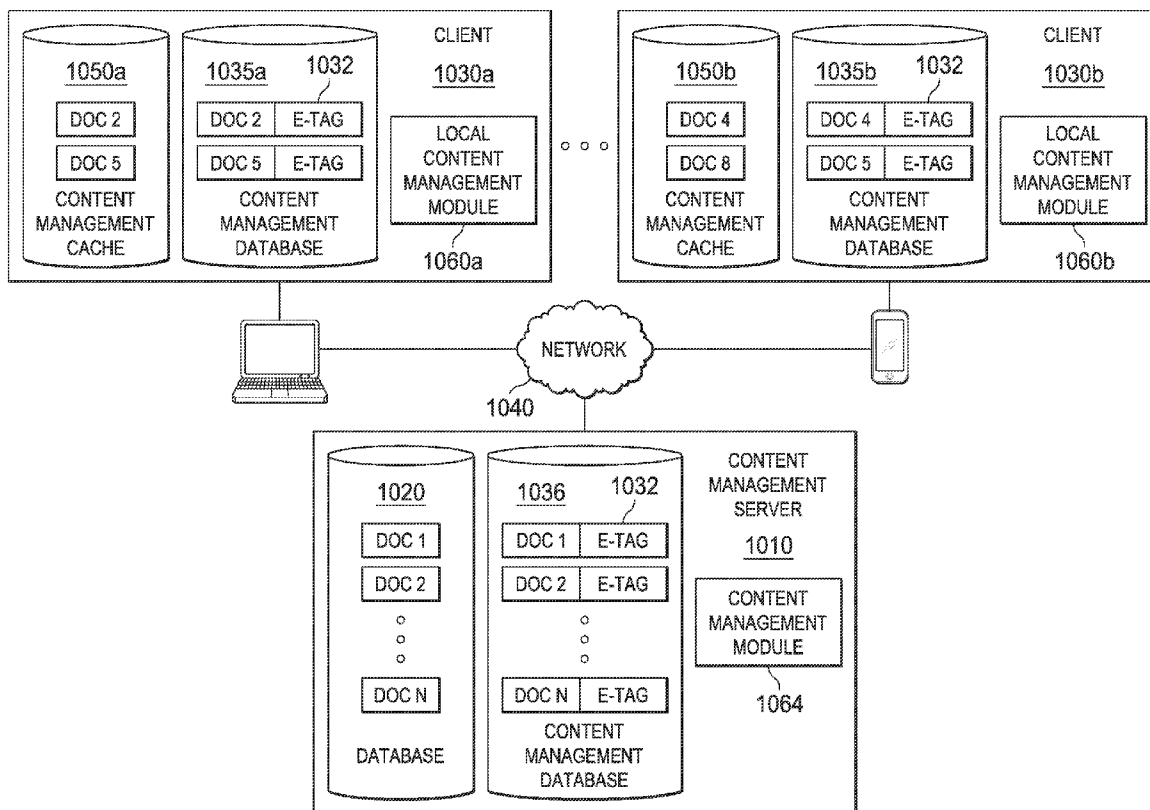 CLIENT
1030a
1050a
DOC 2
DOC 5
CONTENT
MANAGEMENT
CACHE
1035a
1032
DOC 2 E-TAG
DOC 5 E-TAG
CONTENT
MANAGEMENT
DATABASE
LOCAL
CONTENT
MANAGEMENT
MODULE
1060a
CLIENT
1030b
1050b
DOC 4
DOC 8
CONTENT
MANAGEMENT
CACHE
1035b
1032
DOC 4 E-TAG
DOC 5 E-TAG
CONTENT
MANAGEMENT
DATABASE
LOCAL
CONTENT
MANAGEMENT
MODULE
1060b
NETWORK
1040
1020
DOC 1
DOC 2
DOC N
DATABASE
1036
1032
DOC 1 E-TAG
DOC 2 E-TAG
DOC N E-TAG
CONTENT
MANAGEMENT
DATABASE
CONTENT
MANAGEMENT
SERVER
1010
CONTENT
MANAGEMENT
MODULE
1064